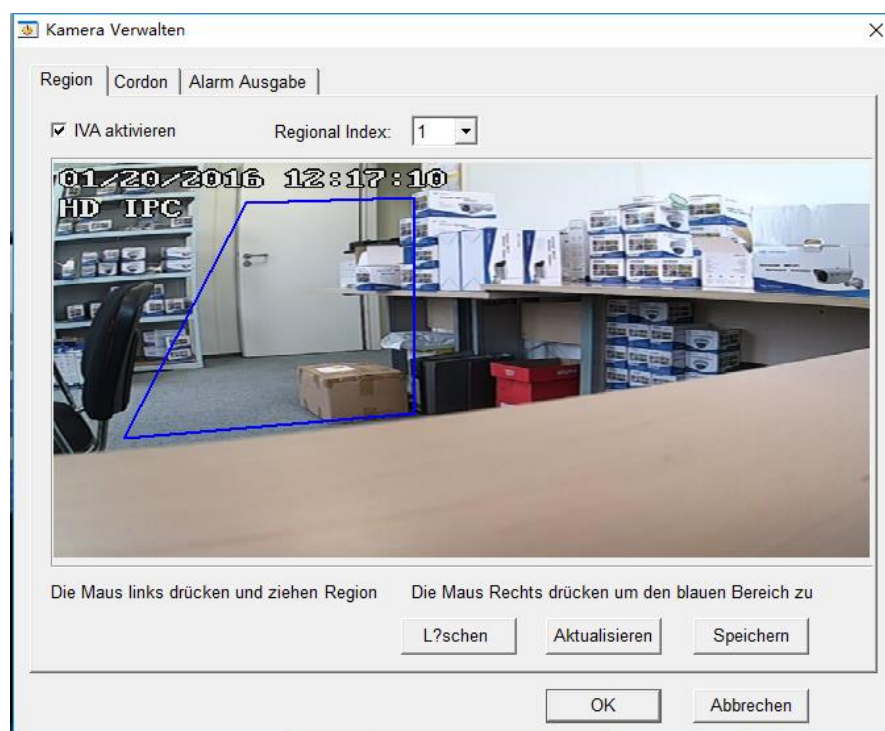 Kamera Verwalten
Region Cordon Alarm Ausgabe
IVA aktivieren Regional Index: 1
01/20/2016 12:17:10
HD IPC
Die Maus links drücken und ziehen Region Die Maus Rechts drücken um den blauen Bereich zu
L?schen Aktualisieren Speichern
OK Abbrechen